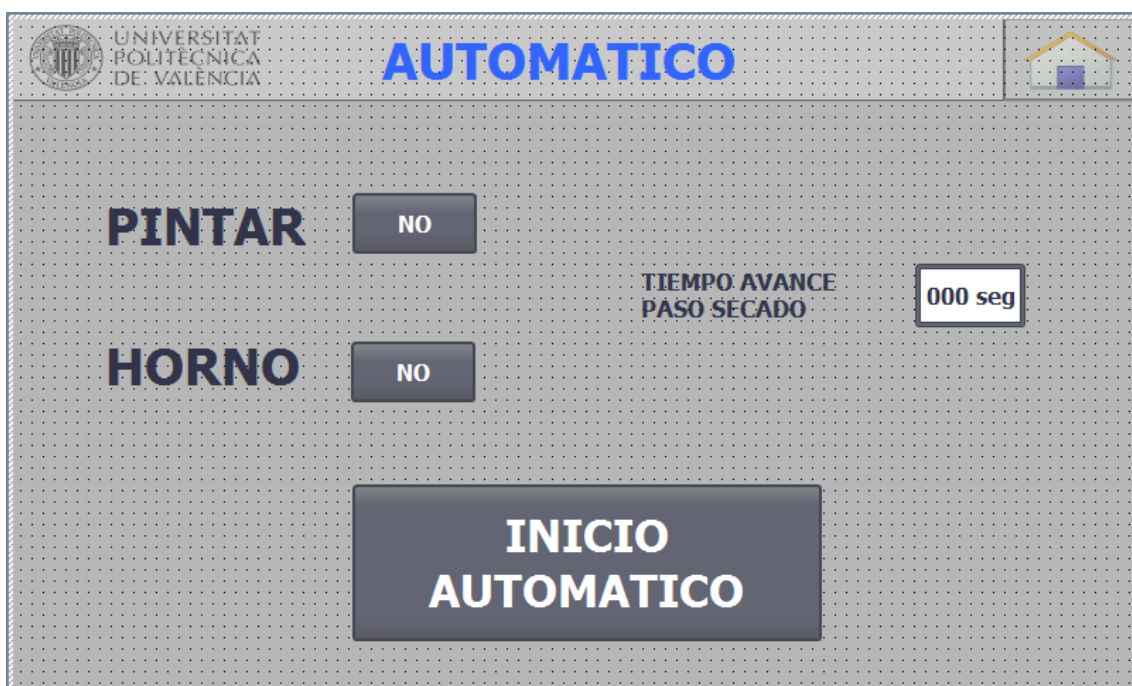 UNIVERSITAT
POLITÈCNICA
DE VALÈNCIA
AUTOMATICO
PINTAR
NO
TIEMPO AVANCE
PASO SECADO
000 seg
HORNO
NO
INICIO
AUTOMATICO